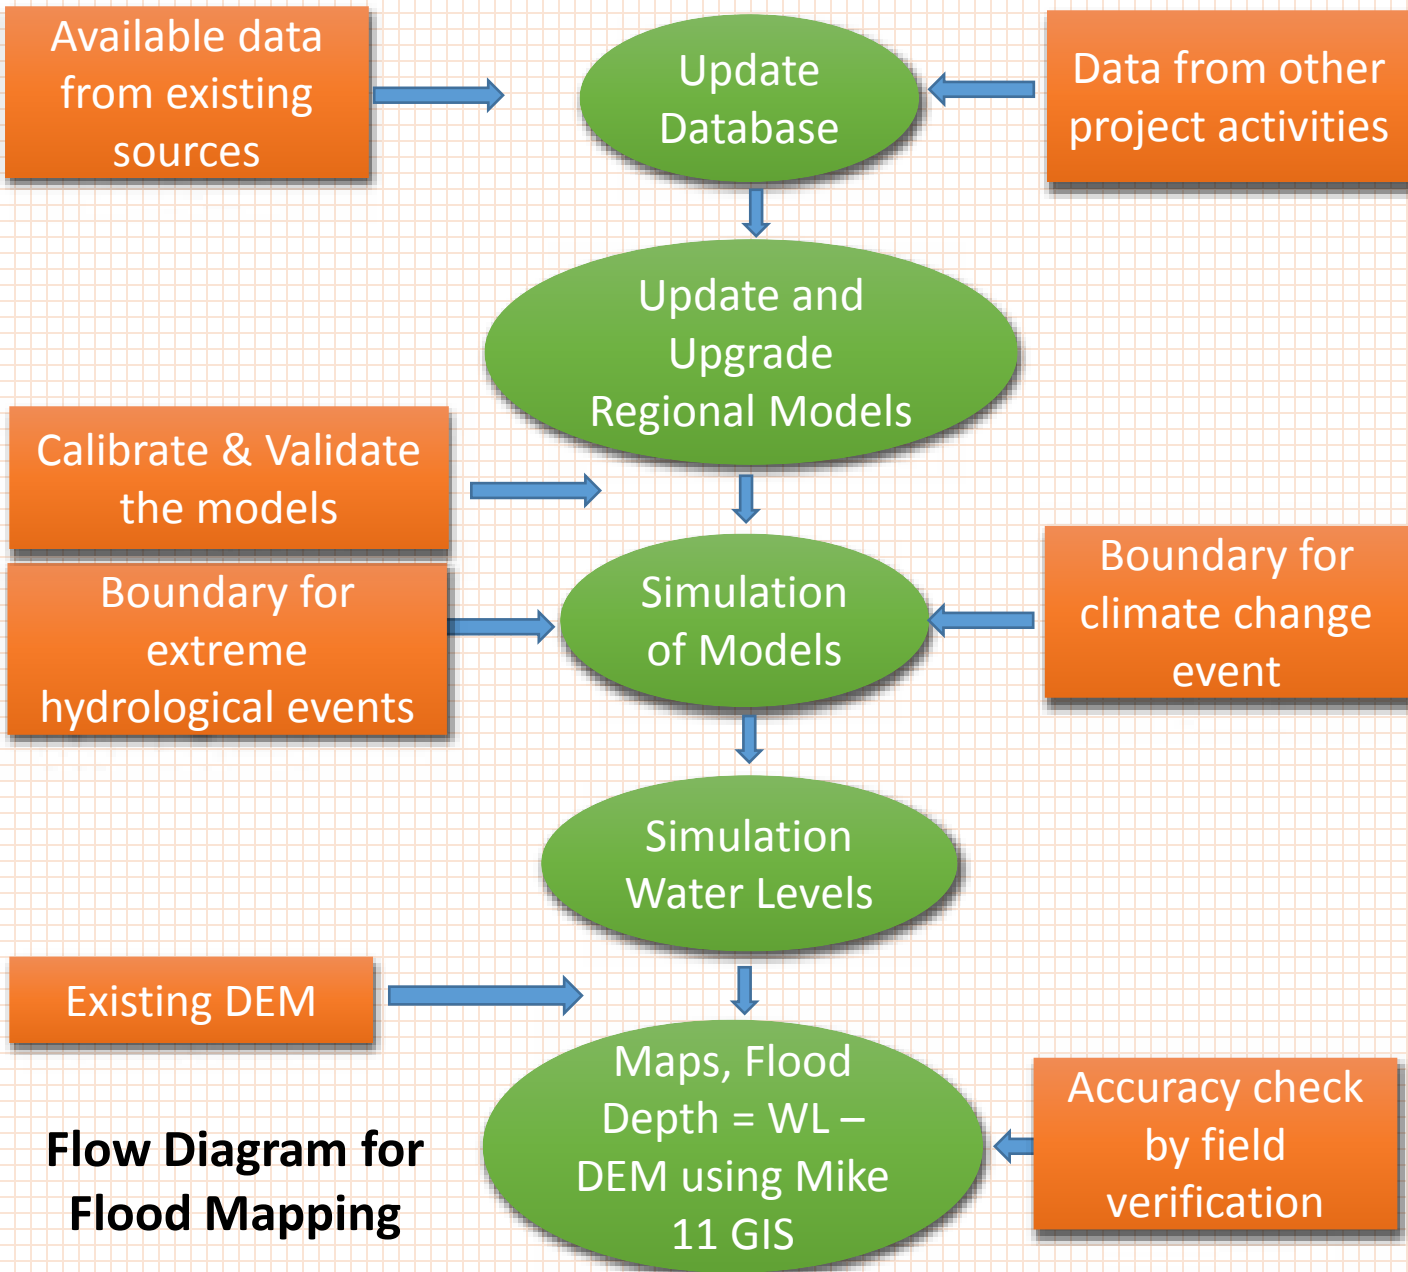 Available data
from existing
sources
Update
Database
Data from other
project activities
Update and
Upgrade
Regional Models
Calibrate & Validate
the models
Boundary for
extreme
hydrological events
Simulation
of Models
Boundary for
climate change
event
Simulation
Water Levels
Existing DEM
Maps, Flood
Depth = WL –
DEM using Mike
11 GIS
Accuracy check
by field
verification
Flow Diagram for
Flood Mapping